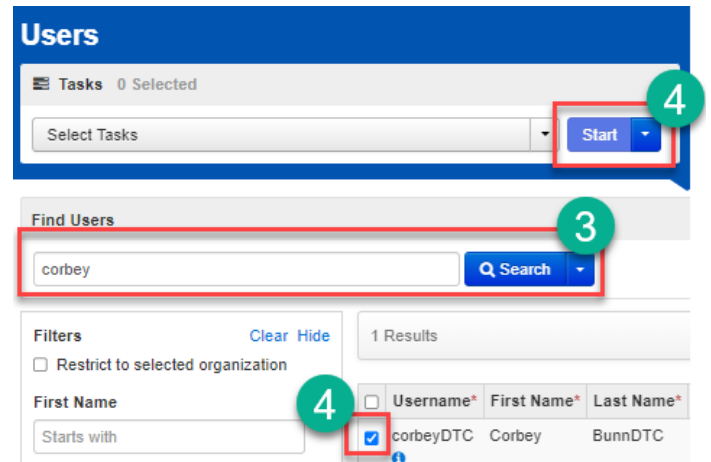 Users
Tasks 0 Selected
4
Select Tasks
Start
Find Users
3
corbey
Search
Filters Clear Hide
1 Results
Restrict to selected organization
First Name
4
Username* First Name* Last Name*
Starts with
corbeyDTC Corbey BunnDTC